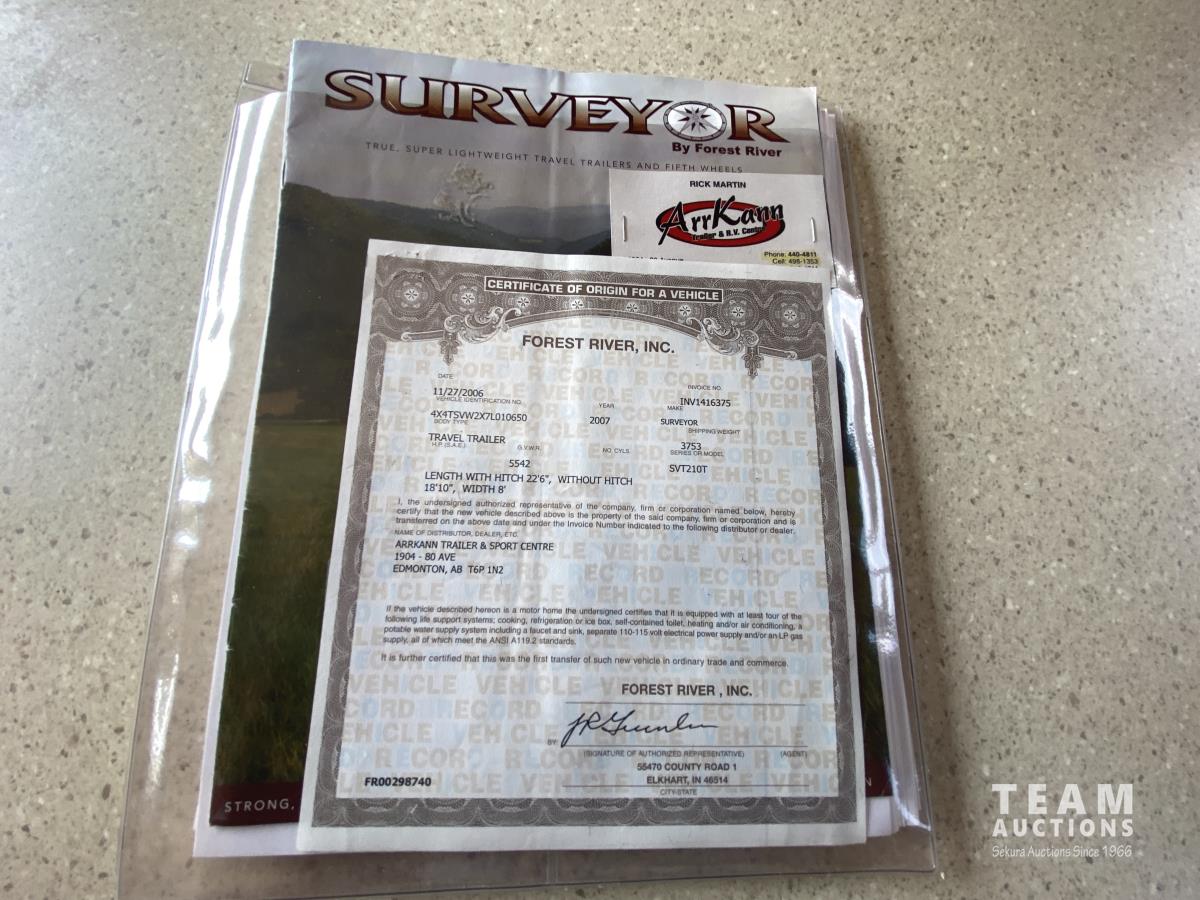 SURVEYOR
By Forest River
TRUE, SUPER LIGHTWEIGHT TRAVEL TRAILERS AND FIFTH WHEELS
RICK MARTIN
ArrKann
Trailer & R.V. Centre
Phone: 440-4811
Cell: 498-1353
CERTIFICATE OF ORIGIN FOR A VEHICLE
FOREST RIVER, INC.
DATE
11/27/2006
INVOICE NO.
INV1416375
VEHICLE IDENTIFICATION NO.
YEAR
MAKE
4X4TSVW2X7L010650
2007
SURVEYOR
BODY TYPE
SHIPPING WEIGHT
TRAVEL TRAILER
3753
H.P. (S.A.E.)
G.V.W.R.
NO. CYLS.
SERIES OR MODEL
5542
SVT210T
LENGTH WITH HITCH 22'6", WITHOUT HITCH
18'10", WIDTH 8'
I, the undersigned authorized representative of the company, firm or corporation named below, hereby
certify that the new vehicle described above is the property of the said company, firm or corporation and is
transferred on the above date and under the Invoice Number indicated to the following distributor or dealer.
NAME OF DISTRIBUTOR, DEALER, ETC.
ARRKANN TRAILER & SPORT CENTRE
1904 - 80 AVE
EDMONTON, AB T6P 1N2
If the vehicle described hereon is a motor home the undersigned certifies that it is equipped with at least four of the
following life support systems; cooking, refrigeration or ice box, self-contained toilet, heating and/or air conditioning, a
potable water supply system including a faucet and sink, separate 110-115 volt electrical power supply and/or an LP gas
supply, all of which meet the ANSI A119.2 standards.
It is further certified that this was the first transfer of such new vehicle in ordinary trade and commerce.
FOREST RIVER , INC.
BY:
(SIGNATURE OF AUTHORIZED REPRESENTATIVE) (AGENT)
55470 COUNTY ROAD 1
ELKHART, IN 46514
CITY-STATE
FR00298740
STRONG,
TEAM
AUCTIONS
Sekura Auctions Since 1966